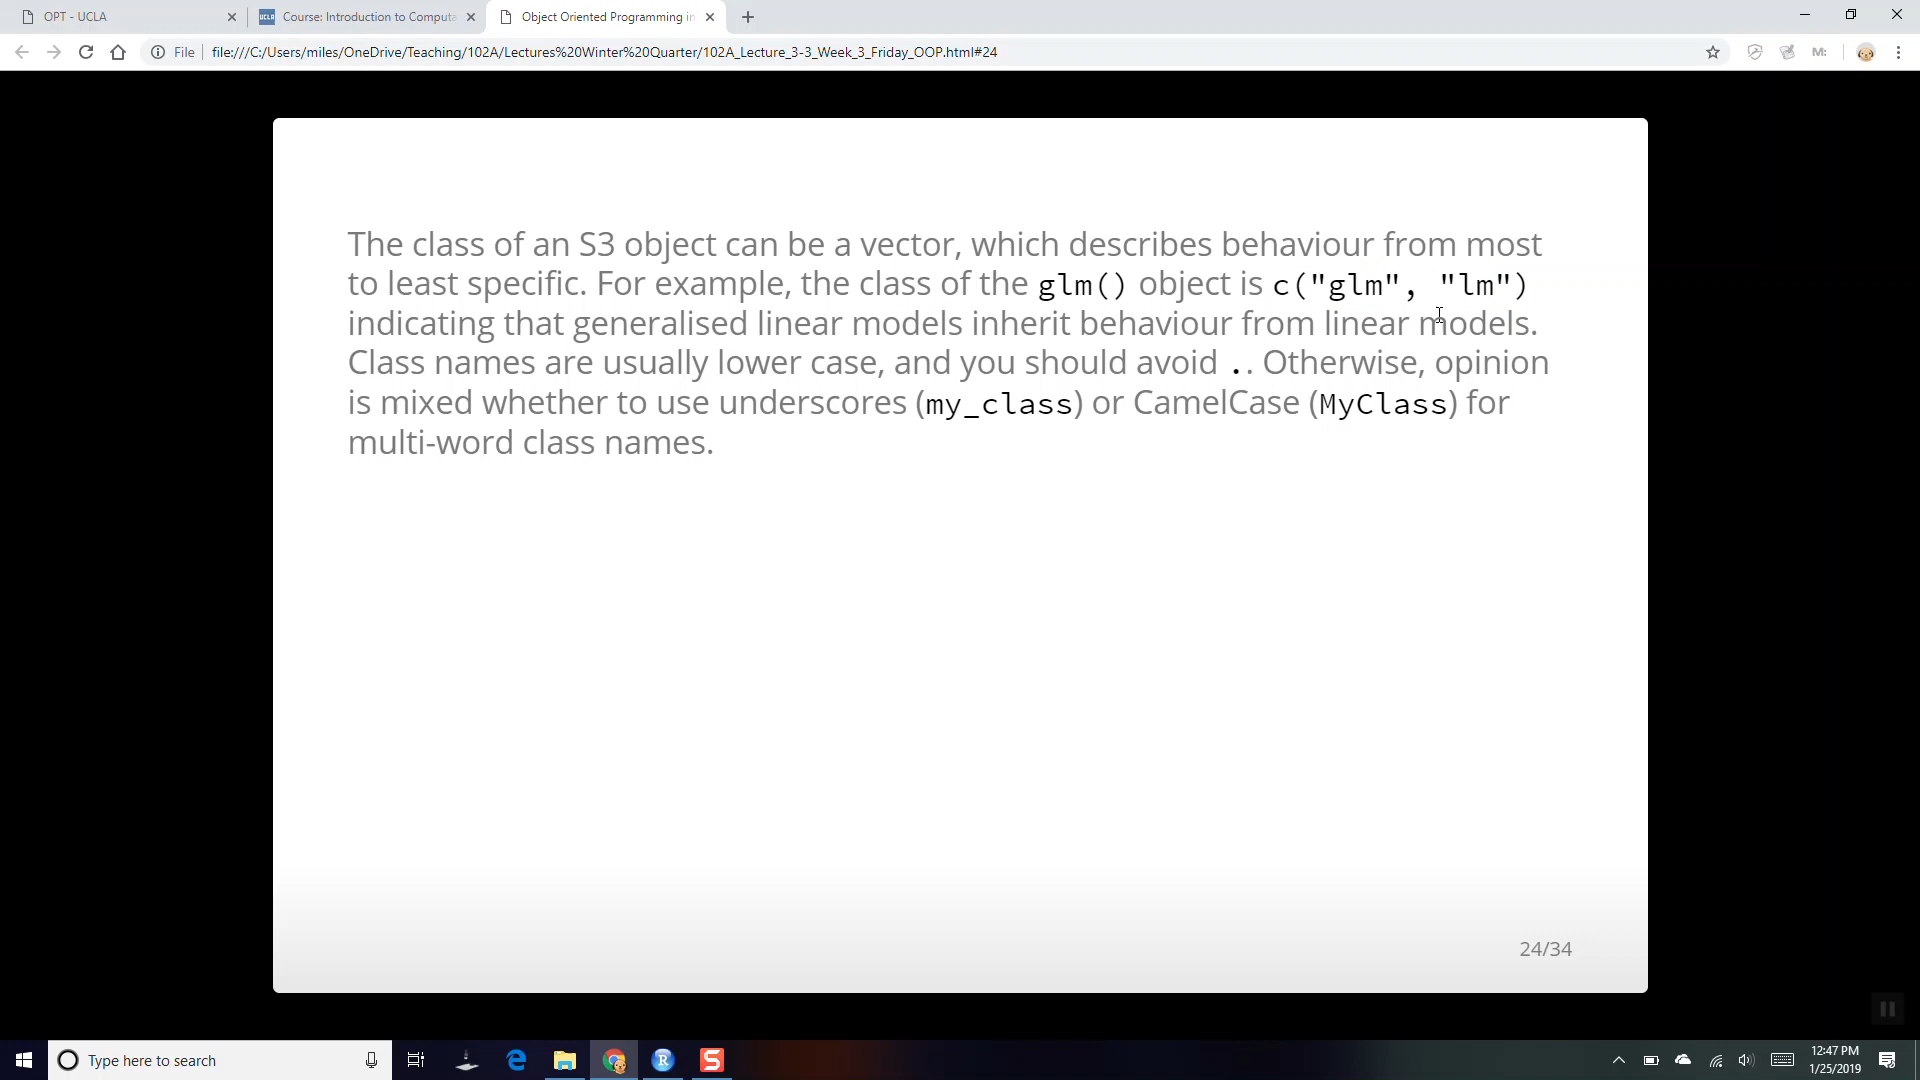 OPT - UCLA
UCLA Course: Introduction to Computa
Object Oriented Programming in
File file:///C:/Users/miles/OneDrive/Teaching/102A/Lectures%20Winter%20Quarter/102A_Lecture_3-3_Week_3_Friday_OOP.html#24
M:
The class of an S3 object can be a vector, which describes behaviour from most
to least specific. For example, the class of the glm() object is c("glm", "lm")
indicating that generalised linear models inherit behaviour from linear models.
Class names are usually lower case, and you should avoid .. Otherwise, opinion
is mixed whether to use underscores (my_class) or CamelCase (MyClass) for
multi-word class names.
24/34
Type here to search
R
S
12:47 PM
1/25/2019